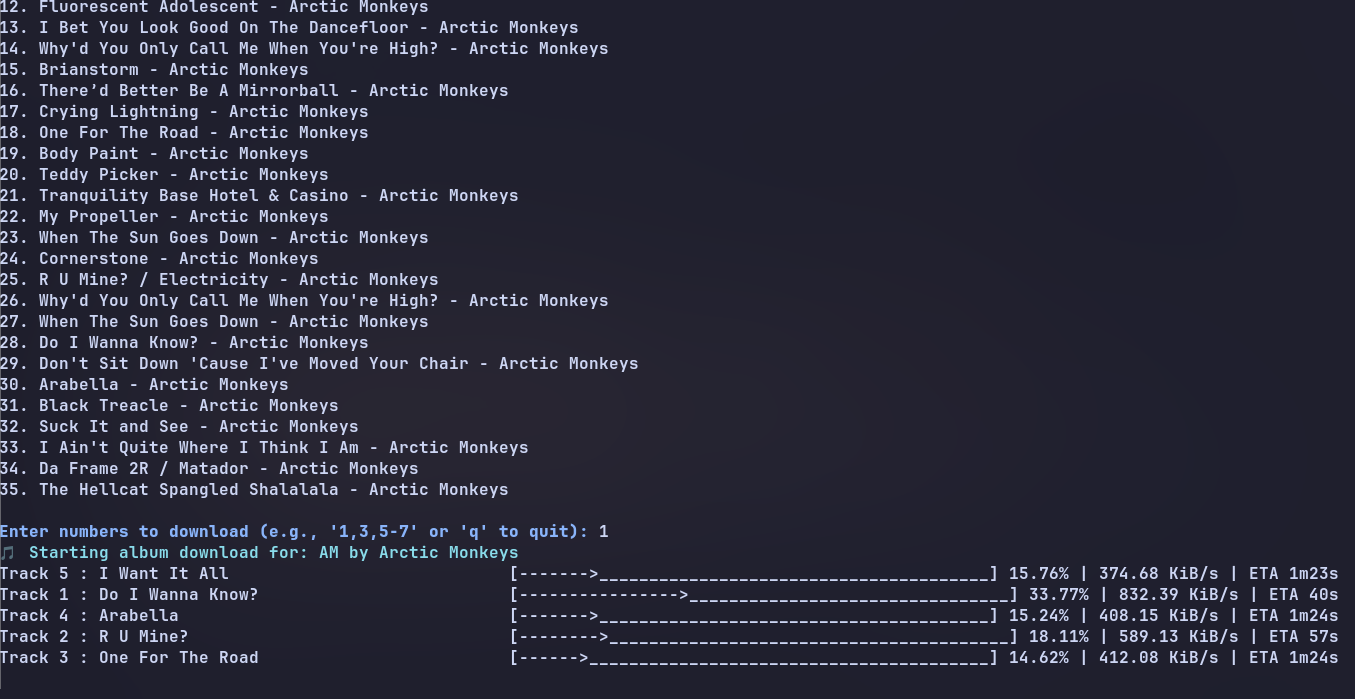 12. Fluorescent Adolescent - Arctic Monkeys
13. I Bet You Look Good On The Dancefloor - Arctic Monkeys
14. Why'd You Only Call Me When You're High? - Arctic Monkeys
15. Brianstorm - Arctic Monkeys
16. There’d Better Be A Mirrorball - Arctic Monkeys
17. Crying Lightning - Arctic Monkeys
18. One For The Road - Arctic Monkeys
19. Body Paint - Arctic Monkeys
20. Teddy Picker - Arctic Monkeys
21. Tranquility Base Hotel & Casino - Arctic Monkeys
22. My Propeller - Arctic Monkeys
23. When The Sun Goes Down - Arctic Monkeys
24. Cornerstone - Arctic Monkeys
25. R U Mine? / Electricity - Arctic Monkeys
26. Why'd You Only Call Me When You're High? - Arctic Monkeys
27. When The Sun Goes Down - Arctic Monkeys
28. Do I Wanna Know? - Arctic Monkeys
29. Don't Sit Down 'Cause I've Moved Your Chair - Arctic Monkeys
30. Arabella - Arctic Monkeys
31. Black Treacle - Arctic Monkeys
32. Suck It and See - Arctic Monkeys
33. I Ain't Quite Where I Think I Am - Arctic Monkeys
34. Da Frame 2R / Matador - Arctic Monkeys
35. The Hellcat Spangled Shalalala - Arctic Monkeys
Enter numbers to download (e.g., '1,3,5-7' or 'q' to quit): 1
🎵 Starting album download for: AM by Arctic Monkeys
Track 5 : I Want It All [------->_______________________________________] 15.76% | 374.68 KiB/s | ETA 1m23s
Track 1 : Do I Wanna Know? [---------------->________________________________] 33.77% | 832.39 KiB/s | ETA 40s
Track 4 : Arabella [------->_______________________________________] 15.24% | 408.15 KiB/s | ETA 1m24s
Track 2 : R U Mine? [-------->________________________________________] 18.11% | 589.13 KiB/s | ETA 57s
Track 3 : One For The Road [------>________________________________________] 14.62% | 412.08 KiB/s | ETA 1m24s